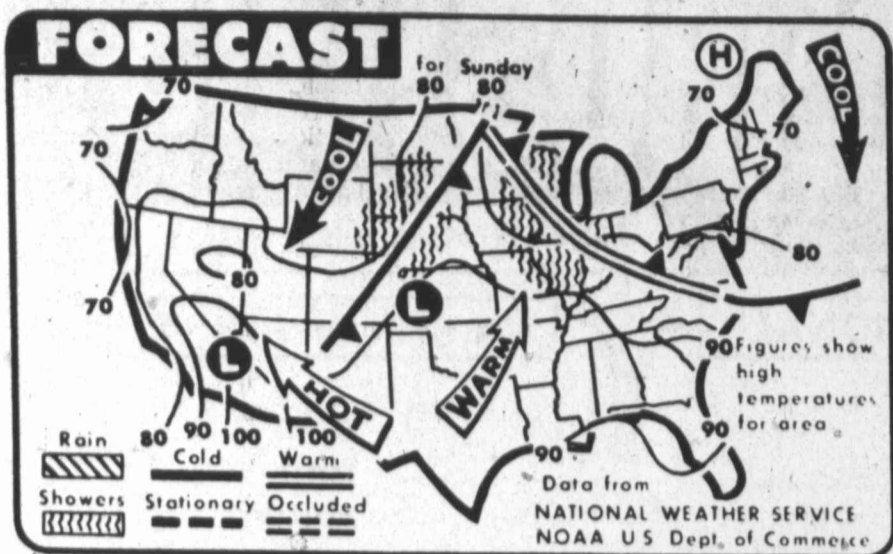 FORECAST
for Sunday
H
COOL
COOL
70
80
80
70
70
70
80
80
70
L
L
HOT
WARM
90
Figures show
high
temperatures
for area
80
90
100
100
90
90
Rain
Cold
Warm
Showers
Stationary
Occluded
Data from
NATIONAL WEATHER SERVICE
NOAA US Dept. of Commerce